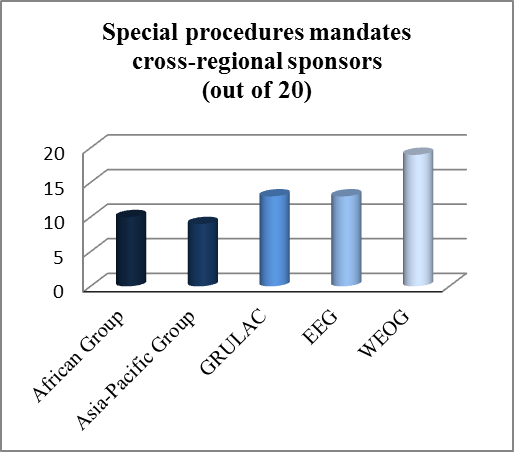 Special procedures mandates
cross-regional sponsors
(out of 20)
20
15
10
5
0
African Group
Asia-Pacific Group
GRULAC
EEG
WEOG